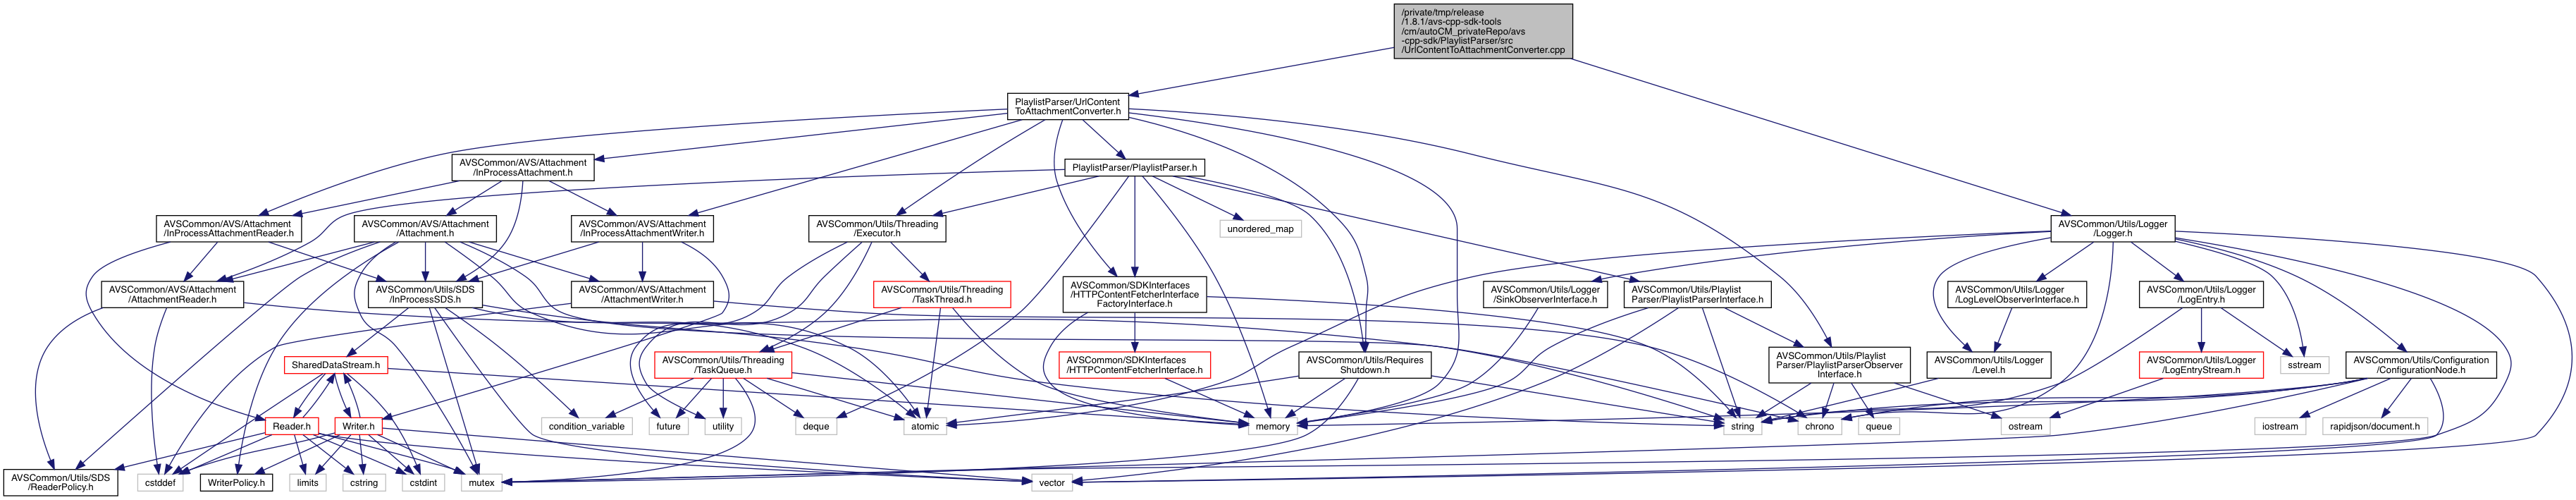 /private/tmp/release
/1.8.1/avs-cpp-sdk-tools
/cm/autoCM_privateRepo/avs
-cpp-sdk/PlaylistParser/src
/UrlContentToAttachmentConverter.cpp
PlaylistParser/UrlContent
ToAttachmentConverter.h
AVSCommon/AVS/Attachment
/InProcessAttachment.h
PlaylistParser/PlaylistParser.h
AVSCommon/AVS/Attachment
/InProcessAttachmentReader.h
AVSCommon/AVS/Attachment
/Attachment.h
AVSCommon/AVS/Attachment
/InProcessAttachmentWriter.h
AVSCommon/Utils/Threading
/Executor.h
unordered_map
AVSCommon/Utils/Logger
/Logger.h
AVSCommon/AVS/Attachment
/AttachmentReader.h
AVSCommon/Utils/SDS
/InProcessSDS.h
AVSCommon/AVS/Attachment
/AttachmentWriter.h
AVSCommon/Utils/Threading
/TaskThread.h
AVSCommon/SDKInterfaces
/HTTPContentFetcherInterface
FactoryInterface.h
AVSCommon/Utils/Logger
/SinkObserverInterface.h
AVSCommon/Utils/Playlist
Parser/PlaylistParserInterface.h
AVSCommon/Utils/Logger
/LogLevelObserverInterface.h
AVSCommon/Utils/Logger
/LogEntry.h
SharedDataStream.h
AVSCommon/Utils/Threading
/TaskQueue.h
AVSCommon/SDKInterfaces
/HTTPContentFetcherInterface.h
AVSCommon/Utils/Requires
Shutdown.h
AVSCommon/Utils/Playlist
Parser/PlaylistParserObserver
Interface.h
AVSCommon/Utils/Logger
/Level.h
AVSCommon/Utils/Logger
/LogEntryStream.h
sstream
AVSCommon/Utils/Configuration
/ConfigurationNode.h
Reader.h
Writer.h
condition_variable
future
utility
deque
atomic
memory
string
chrono
queue
ostream
iostream
rapidjson/document.h
AVSCommon/Utils/SDS
/ReaderPolicy.h
cstddef
WriterPolicy.h
limits
cstring
cstdint
mutex
vector